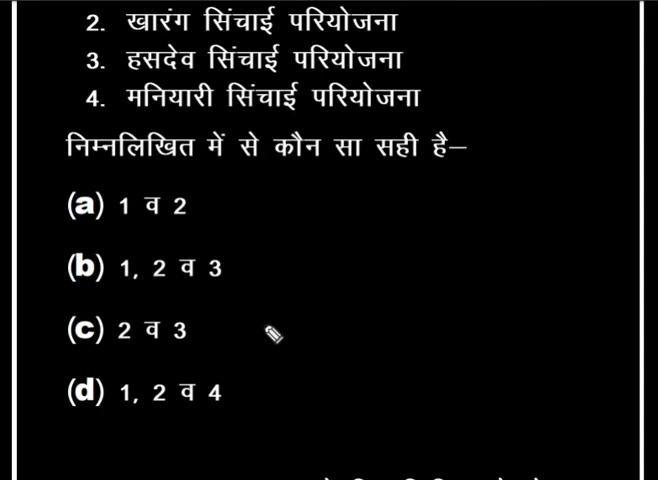 2. खारंग सिंचाई परियोजना
3. हसदेव सिंचाई परियोजना
4. मनियारी सिंचाई परियोजना
निम्नलिखित में से कौन सा सही है–
(a) 1 व 2
(b) 1, 2 व 3
(c) 2 व 3
(d) 1, 2 व 4